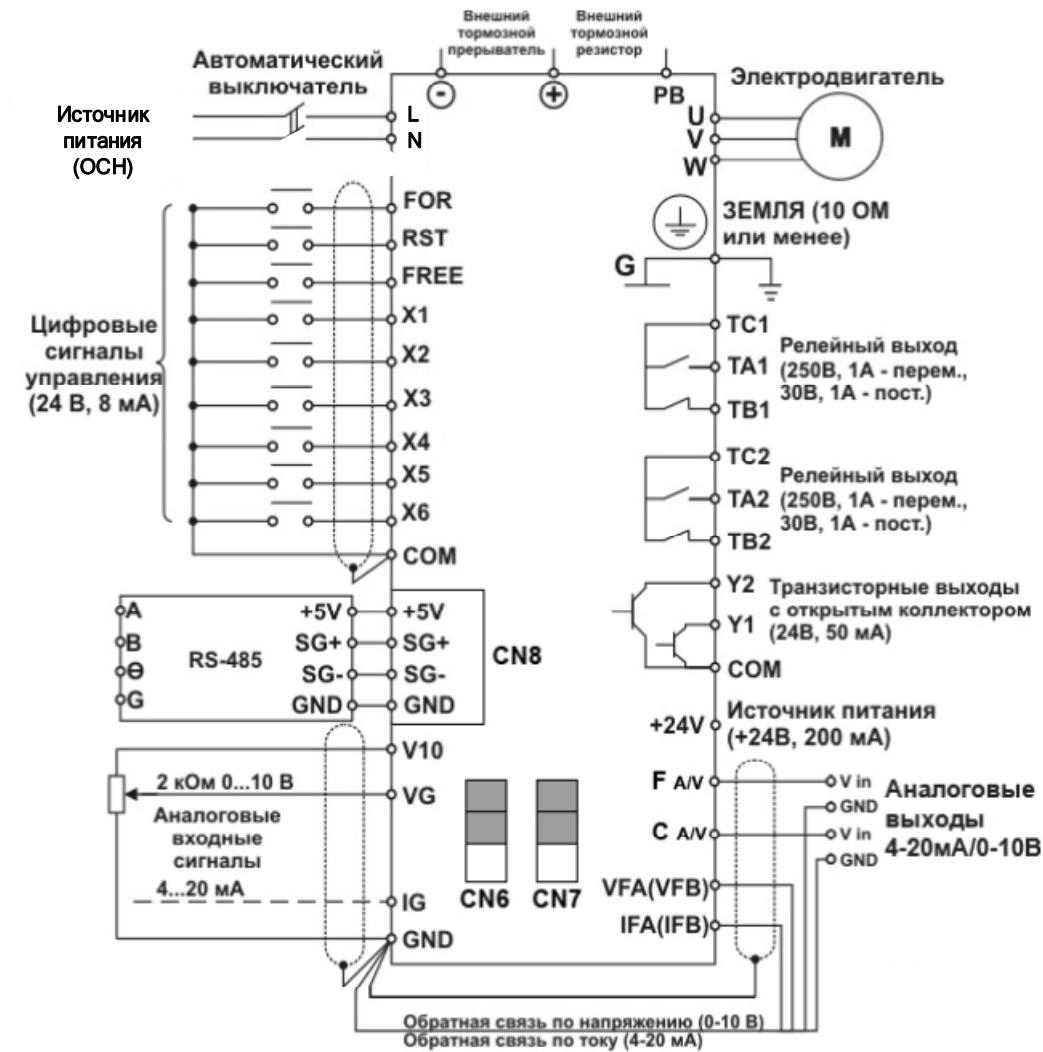 Внешний
тормозной
прерыватель
Внешний
тормозной
резистор
Автоматический
выключатель
Источник
питания
(ОСН)
-
+
PB
Электродвигатель
L
N
U
V
W
M
ЗЕМЛЯ (10 ОМ
или менее)
G
Цифровые
сигналы
управления
(24 В, 8 мА)
FOR
RST
FREE
X1
X2
X3
X4
X5
X6
COM
TC1
TA1
TB1
Релейный выход
(250В, 1А - перем.,
30В, 1А - пост.)
TC2
TA2
TB2
Релейный выход
(250В, 1А - перем.,
30В, 1А - пост.)
Y2
Y1
COM
Транзисторные выходы
с открытым коллектором
(24В, 50 мА)
A
B
Ɵ
G
RS-485
+5V
SG+
SG-
GND
+5V
SG+
SG-
GND
CN8
+24V
Источник питания
(+24В, 200 мА)
V10
VG
2 кОм 0...10 В
Аналоговые
входные
сигналы
4...20 мА
IG
GND
CN6
CN7
F A/V
C A/V
VFA(VFB)
IFA(IFB)
V in
GND
V in
GND
Аналоговые
выходы
4-20мА/0-10В
Обратная связь по напряжению (0-10 В)
Обратная связь по току (4-20 мА)